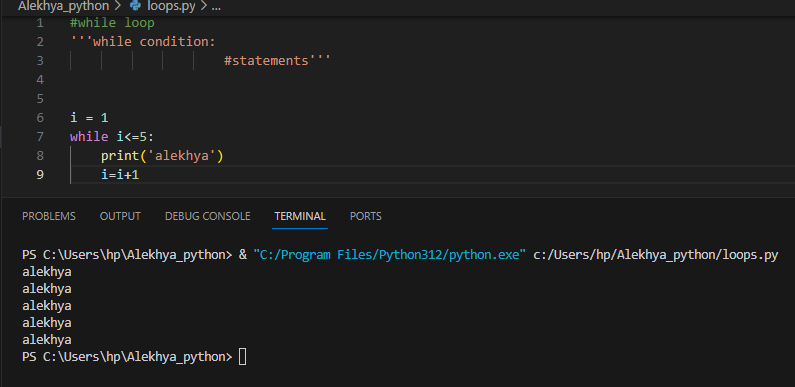 Alekhya_python > loops.py > ...
1 #while loop
2 '''while condition:
3 #statements'''
4
5
6 i = 1
7 while i<=5:
8 print('alekhya')
9 i=i+1
PROBLEMS OUTPUT DEBUG CONSOLE TERMINAL PORTS
PS C:\Users\hp\Alekhya_python> & "C:/Program Files/Python312/python.exe" c:/Users/hp/Alekhya_python/loops.py
alekhya
alekhya
alekhya
alekhya
alekhya
PS C:\Users\hp\Alekhya_python>